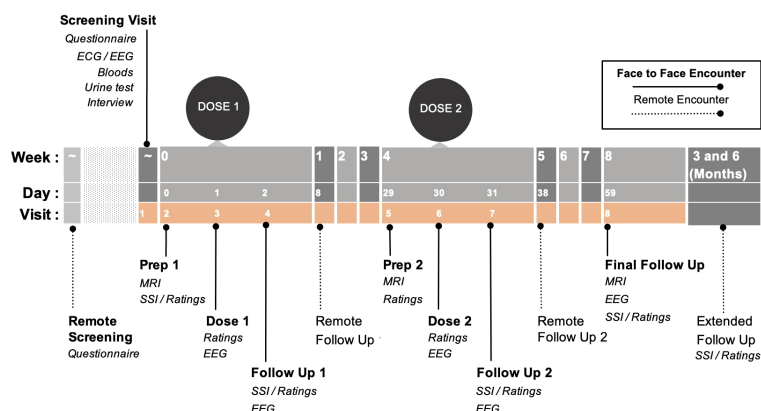 Screening Visit
Questionnaire
ECG / EEG
Bloods
Urine test
Interview
DOSE 1
DOSE 2
Face to Face Encounter
Remote Encounter
Week : ~ ~ 0 1 2 3 4 5 6 7 8 3 and 6
(Months)
Day : 0 1 2 8 29 30 31 38 59
Visit : 1 2 3 4 5 6 7 8
Prep 1
MRI
SSI / Ratings
Prep 2
MRI
Ratings
Final Follow Up
MRI
EEG
SSI / Ratings
Remote
Screening
Questionnaire
Dose 1
Ratings
EEG
Remote
Follow Up
Dose 2
Ratings
EEG
Remote
Follow Up 2
Extended
Follow Up
SSI / Ratings
Follow Up 1
SSI / Ratings
EEG
Follow Up 2
SSI / Ratings
EEG